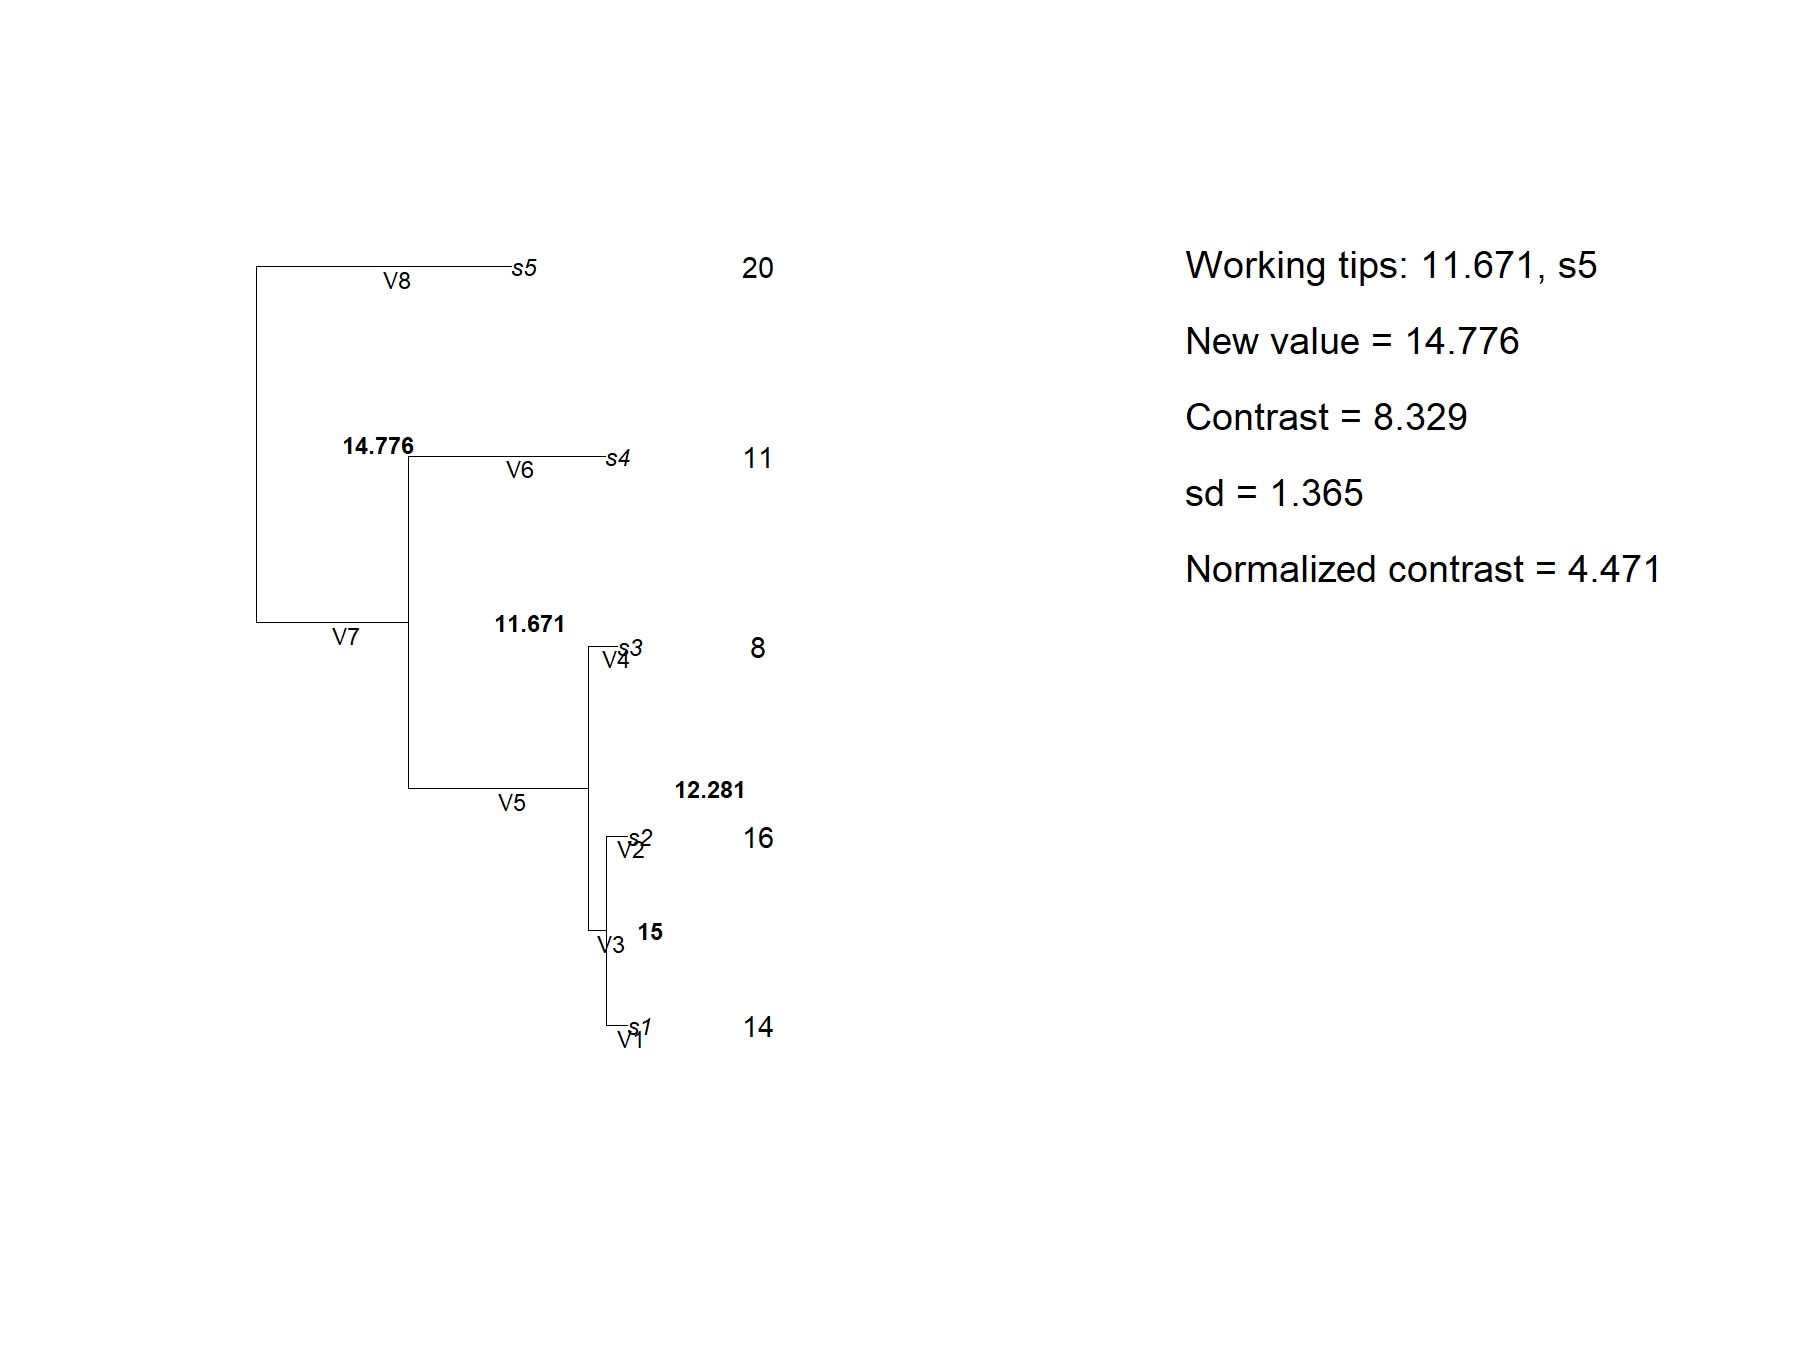 s5
V8
20
14.776
s4
V6
11
11.671
s3
V4
8
V7
12.281
V5
s2
V2
16
15
V3
s1
V1
14
Working tips: 11.671, s5
New value = 14.776
Contrast = 8.329
sd = 1.365
Normalized contrast = 4.471